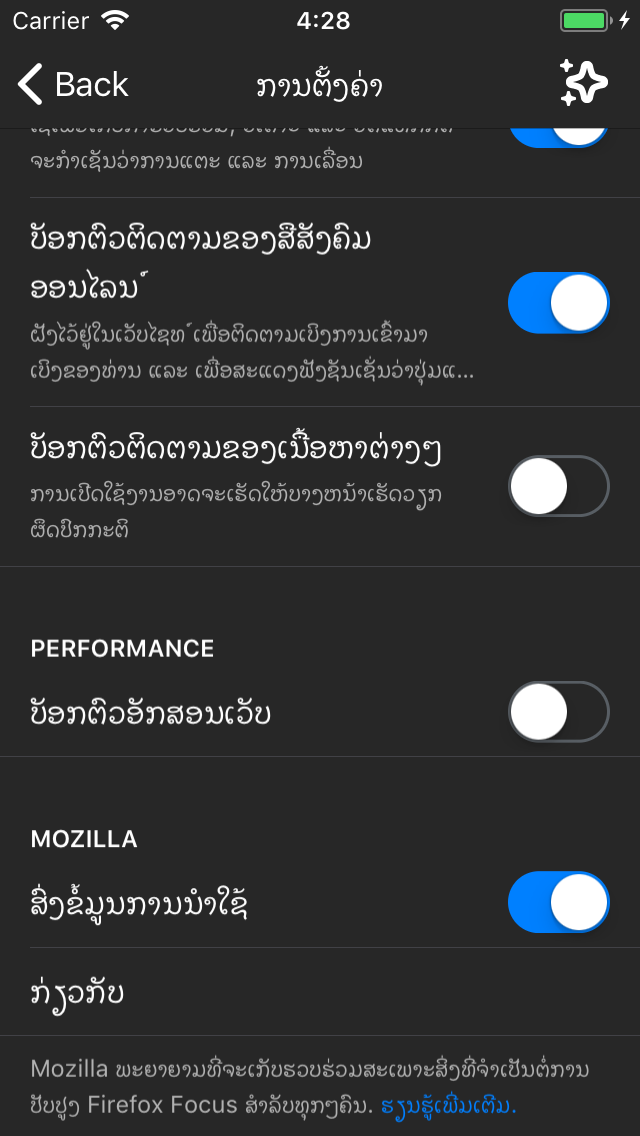 Carrier
4:28
Back
ການຕັ້ງຄ່າ
ຈະກຳເຊັນວ່າການແຕະ ແລະ ການເລື່ອນ
ບັອກຕົວຕິດຕາມຂອງສືສັງຄົມ
ອອນໄລນ໌
ຝັງໄວ້ຢູ່ໃນເວັບໄຊທ໌ເພື່ອຕິດຕາມເບິງການເຂົ້າມາ
ເບິງຂອງທ່ານ ແລະ ເພື່ອສະແດງຟັງຊັນເຊັ່ນວ່າປຸ່ມແ...
ບັອກຕົວຕິດຕາມຂອງເນື້ອຫາຕ່າງໆ
ການເປີດໃຊ້ງານອາດຈະເຮັດໃຫ້ບາງຫນ້າເຮັດວຽກ
ຜຶດປົກກະຕິ
PERFORMANCE
ບັອກຕົວອັກສອນເວັບ
MOZILLA
ສົ່ງຂໍ້ມູນການນຳໃຊ້
ກ່ຽວກັບ
Mozilla ພະຍາຍາມທີ່ຈະເກັບຮວບຮ່ວມສະເພາະສິ່ງທີ່ຈຳເປັນຕໍ່ການ
ປັບປູງ Firefox Focus ສຳລັບທຸກໆຄົນ. ຮຽນຮູ້ເພີ່ມເຕີມ.